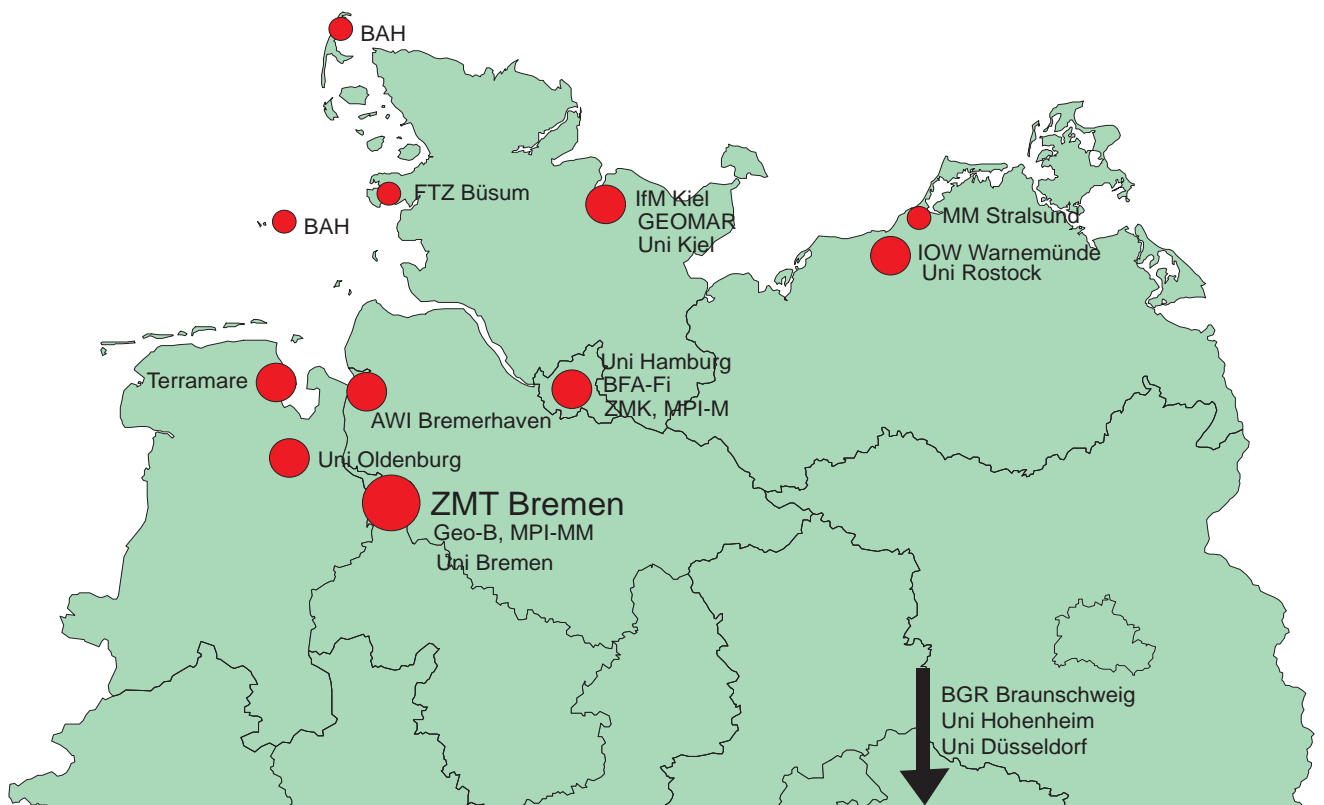 BAH
FTZ Büsum
BAH
IfM Kiel
GEOMAR
Uni Kiel
MM Stralsund
IOW Warnemünde
Uni Rostock
Terramare
AWI Bremerhaven
Uni Hamburg
BFA-Fi
ZMK, MPI-M
Uni Oldenburg
ZMT Bremen
Geo-B, MPI-MM
Uni Bremen
BGR Braunschweig
Uni Hohenheim
Uni Düsseldorf